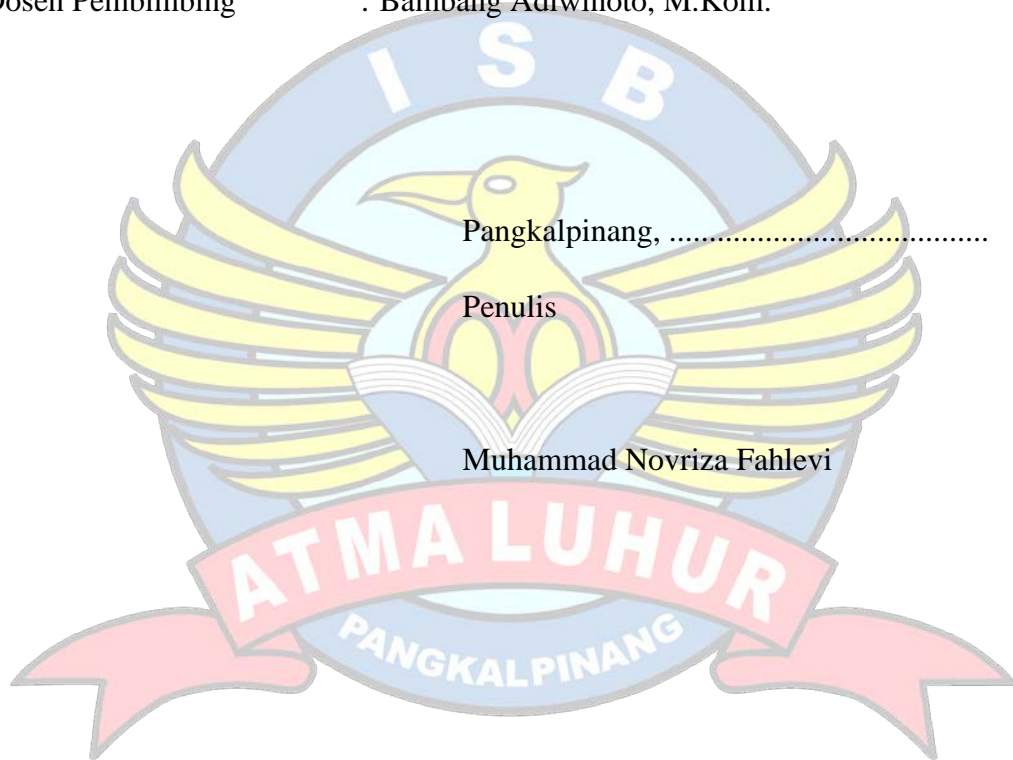 Dosen Pembimbing : Bambang Adiwinoto, M.Kom.
I S B
Pangkalpinang, ........................................
Penulis
Muhammad Novriza Fahlevi
ATMA LUHUR
PANGKALPINANG